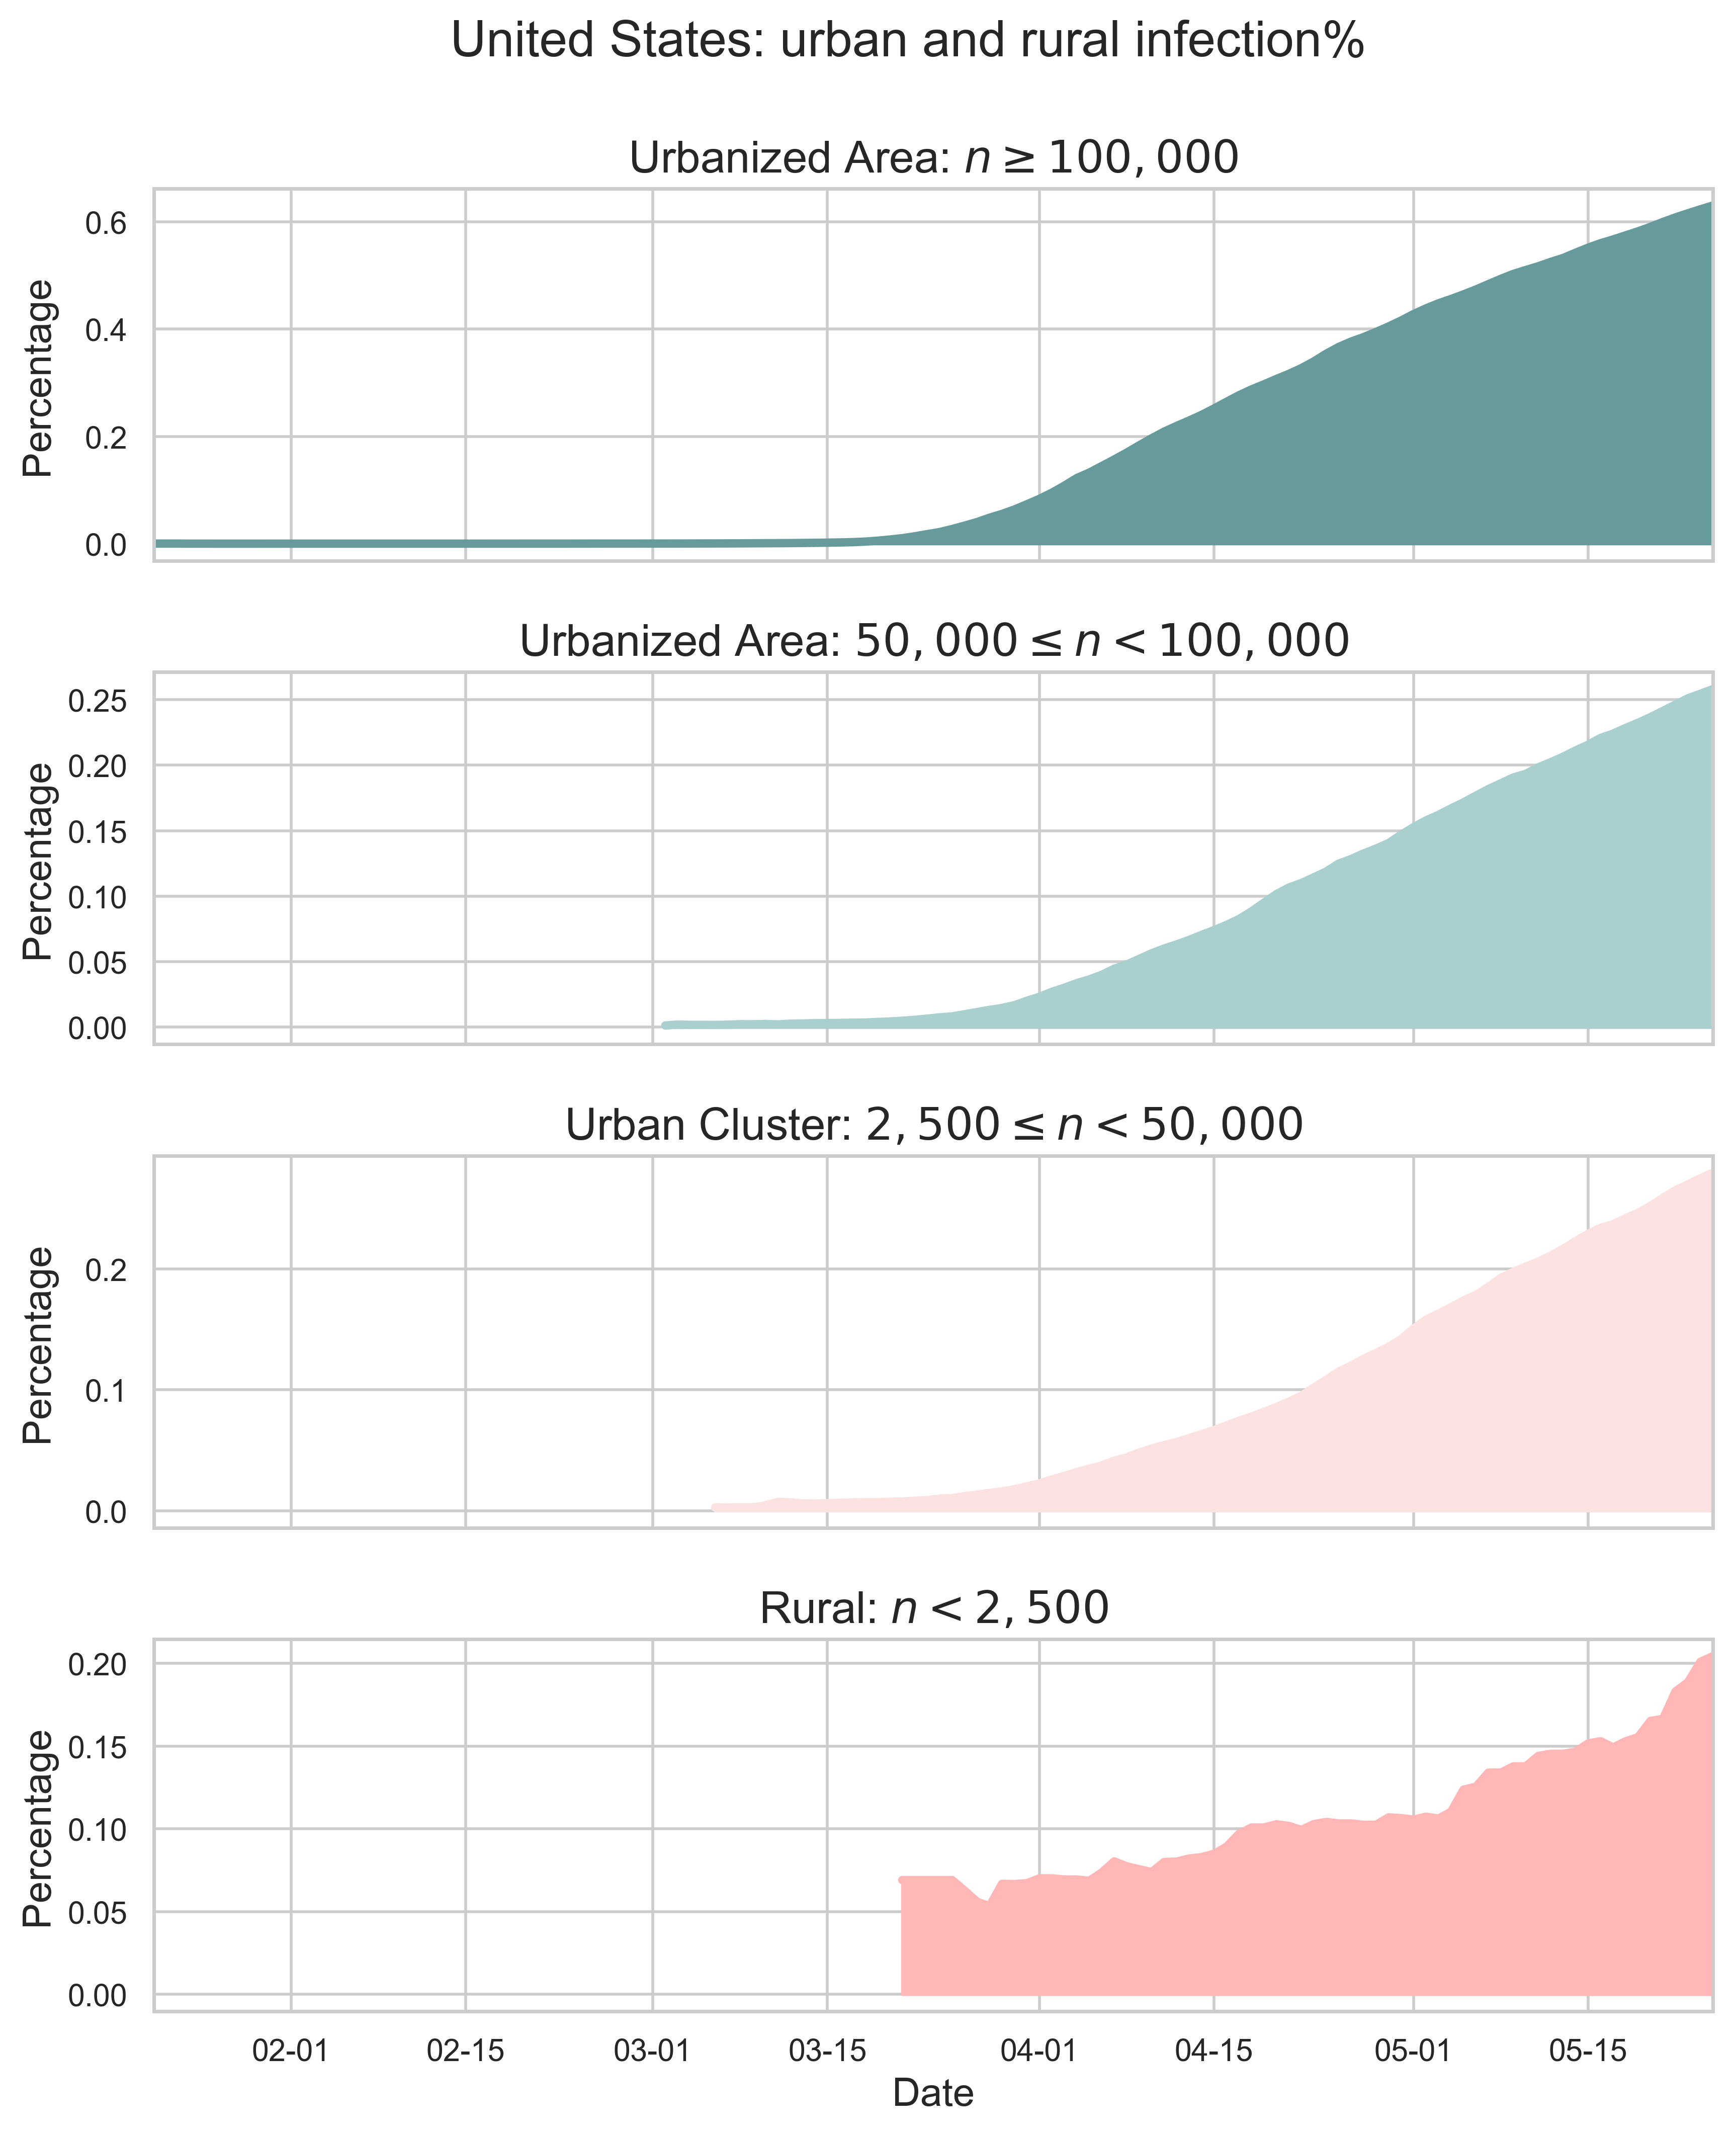 United States: urban and rural infection%
Urbanized Area: n ≥ 100,000
Percentage
0.6
0.4
0.2
0.0
Urbanized Area: 50,000 ≤ n < 100,000
Percentage
0.25
0.20
0.15
0.10
0.05
0.00
Urban Cluster: 2,500 ≤ n < 50,000
Percentage
0.2
0.1
0.0
Rural: n < 2,500
Percentage
0.20
0.15
0.10
0.05
0.00
02-01 02-15 03-01 03-15 04-01 04-15 05-01 05-15
Date